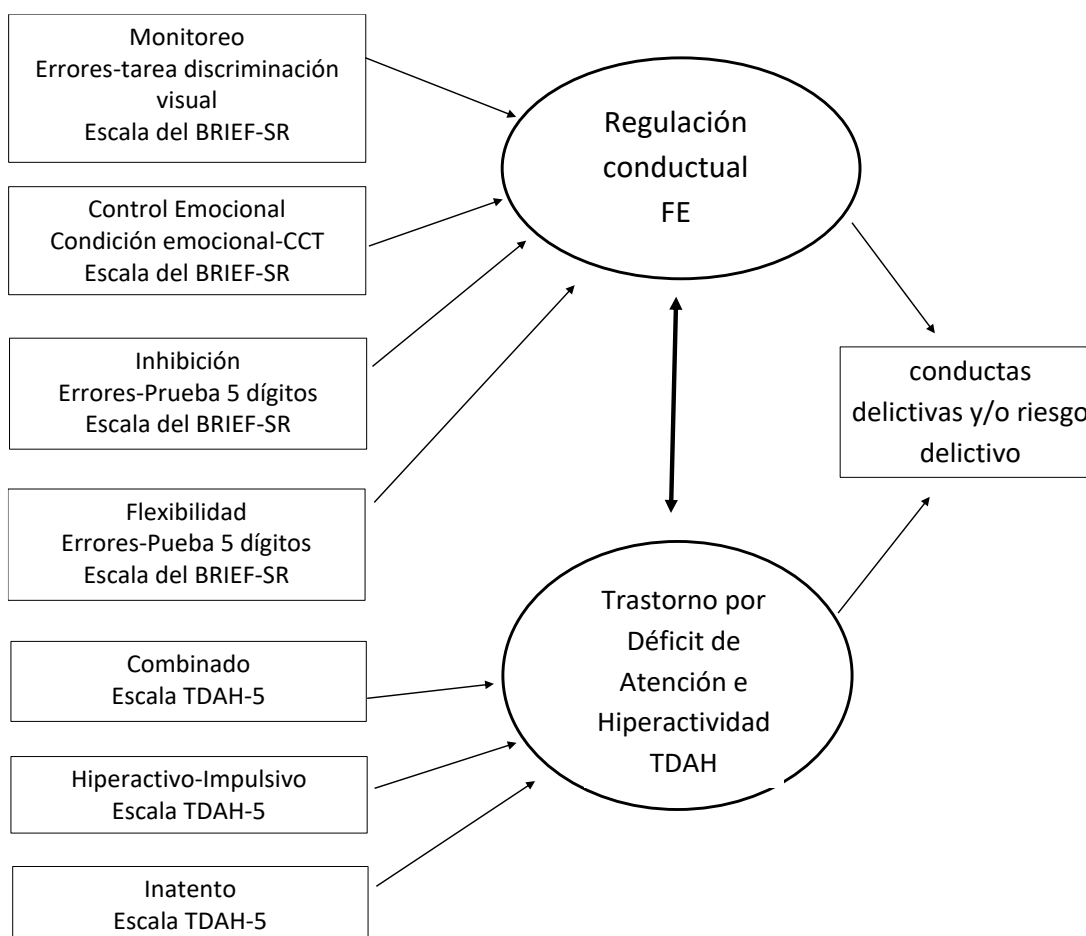 Monitoreo
Errores-tarea discriminación
visual
Escala del BRIEF-SR
Control Emocional
Condición emocional-CCT
Escala del BRIEF-SR
Inhibición
Errores-Prueba 5 dígitos
Escala del BRIEF-SR
Flexibilidad
Errores-Pueba 5 dígitos
Escala del BRIEF-SR
Combinado
Escala TDAH-5
Hiperactivo-Impulsivo
Escala TDAH-5
Inatento
Escala TDAH-5
Regulación
conductual
FE
Trastorno por
Déficit de
Atención e
Hiperactividad
TDAH
conductas
delictivas y/o riesgo
delictivo